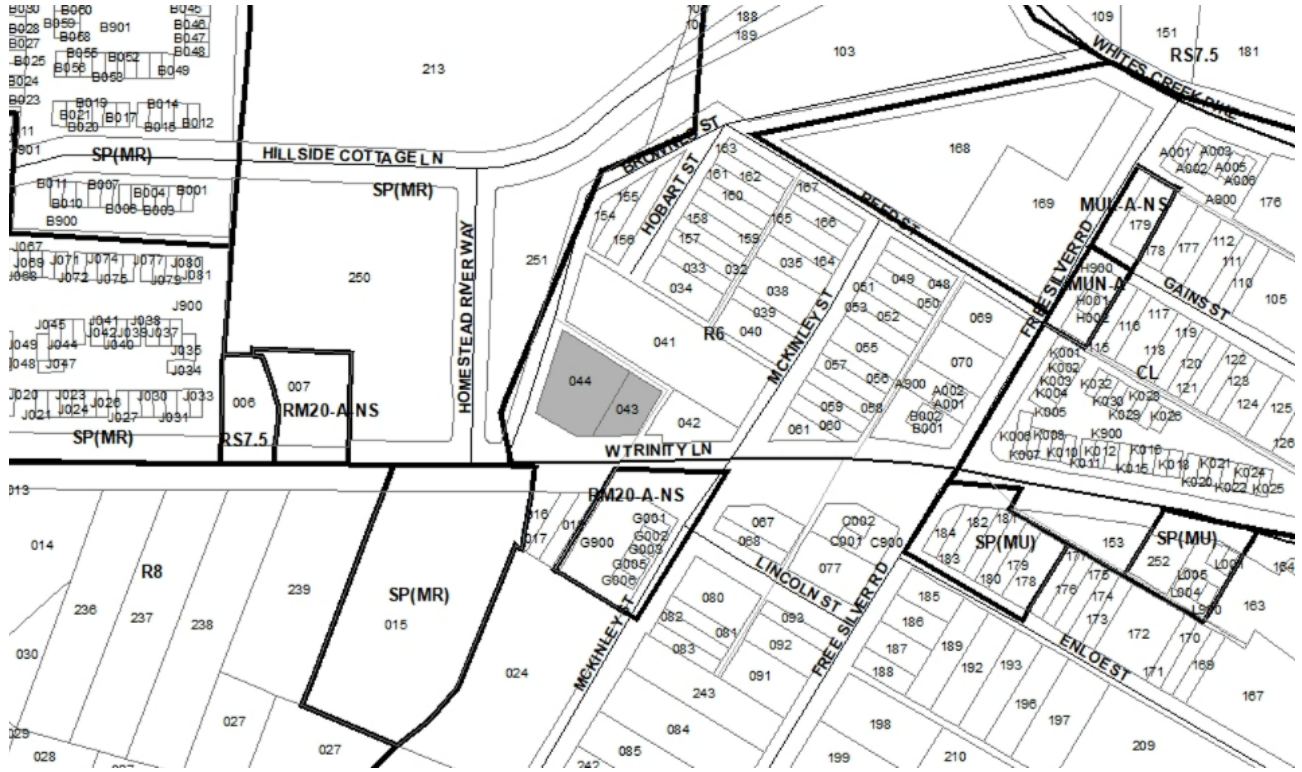 B060
B059
B058
B901
B045
B046
B047
B048
B028
B027
B025
B024
B023
B055
B056
B052
B053
B049
B019
B021
B020
B017
B014
B015
B012
SP(MR)
HILLSIDE COTTAGE LN
213
188
189
103
109
151
181
RS7.5
WHITES CREEK PIKE
B011
B010
B007
B006
B004
B003
B001
B900
SP(MR)
BROWNLO ST
HOBART ST
163
161
162
160
167
168
169
REED ST
155
154
156
158
157
159
165
166
164
MUL-A-NS
A001
A002
A003
A005
A006
A900
176
179
178
177
112
111
110
105
J067
J069
J068
J071
J072
J074
J075
J077
J079
J080
J081
J900
250
251
HOMESTEAD RIVER WAY
033
032
034
035
038
039
040
R6
041
MCKINLEY ST
051
053
052
049
048
050
069
FREE SILVER RD
H900
MUN-A
H001
H002
GAINS ST
J045
J049
J048
J044
J047
J041
J042
J040
J038
J039
J037
J035
J034
115
116
117
118
119
120
121
122
123
124
125
126
CL
055
057
056
058
059
060
061
070
A900
A002
A001
B002
B001
K001
K002
K003
K004
K005
K032
K030
K028
K029
K026
K900
J020
J021
J023
J024
J026
J027
J030
J031
J033
SP(MR)
006
007
RS7.5
RM20-A-NS
044
043
042
W TRINITY LN
K006
K007
K008
K010
K011
K012
K015
K016
K018
K020
K021
K022
K024
K025
013
014
R8
236
237
238
239
030
SP(MR)
015
016
017
018
RM20-A-NS
G001
G002
G003
G005
G006
G900
067
068
C002
C001
C900
077
LINCOLN ST
FREE SILVER RD
184
183
182
181
SP(MU)
180
179
178
177
176
175
174
173
153
SP(MU)
252
L005
L004
L001
L900
164
163
ENLOE ST
024
MCKINLEY ST
082
083
080
081
093
092
091
185
186
187
188
189
192
193
196
197
172
171
170
169
167
243
084
085
242
198
199
210
209
027
027
029
028